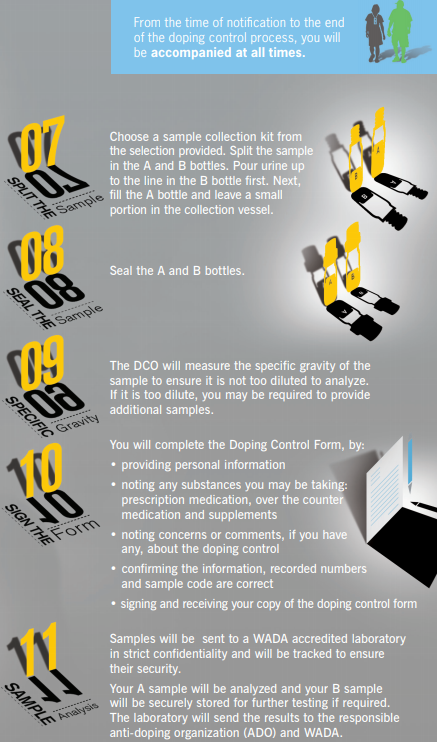 From the time of notification to the end
of the doping control process, you will
be accompanied at all times.
07
SPLIT THE Sample
Choose a sample collection kit from
the selection provided. Split the sample
in the A and B bottles. Pour urine up
to the line in the B bottle first. Next,
fill the A bottle and leave a small
portion in the collection vessel.
A
B
08
SEAL THE Sample
Seal the A and B bottles.
A
B
09
SPECIFIC Gravity
The DCO will measure the specific gravity of the
sample to ensure it is not too diluted to analyze.
If it is too dilute, you may be required to provide
additional samples.
10
SIGN THE Form
You will complete the Doping Control Form, by:
• providing personal information
• noting any substances you may be taking:
prescription medication, over the counter
medication and supplements
• noting concerns or comments, if you have
any, about the doping control
• confirming the information, recorded numbers
and sample code are correct
• signing and receiving your copy of the doping control form
11
SAMPLE Analysis
Samples will be sent to a WADA accredited laboratory
in strict confidentiality and will be tracked to ensure
their security.
Your A sample will be analyzed and your B sample
will be securely stored for further testing if required.
The laboratory will send the results to the responsible
anti-doping organization (ADO) and WADA.